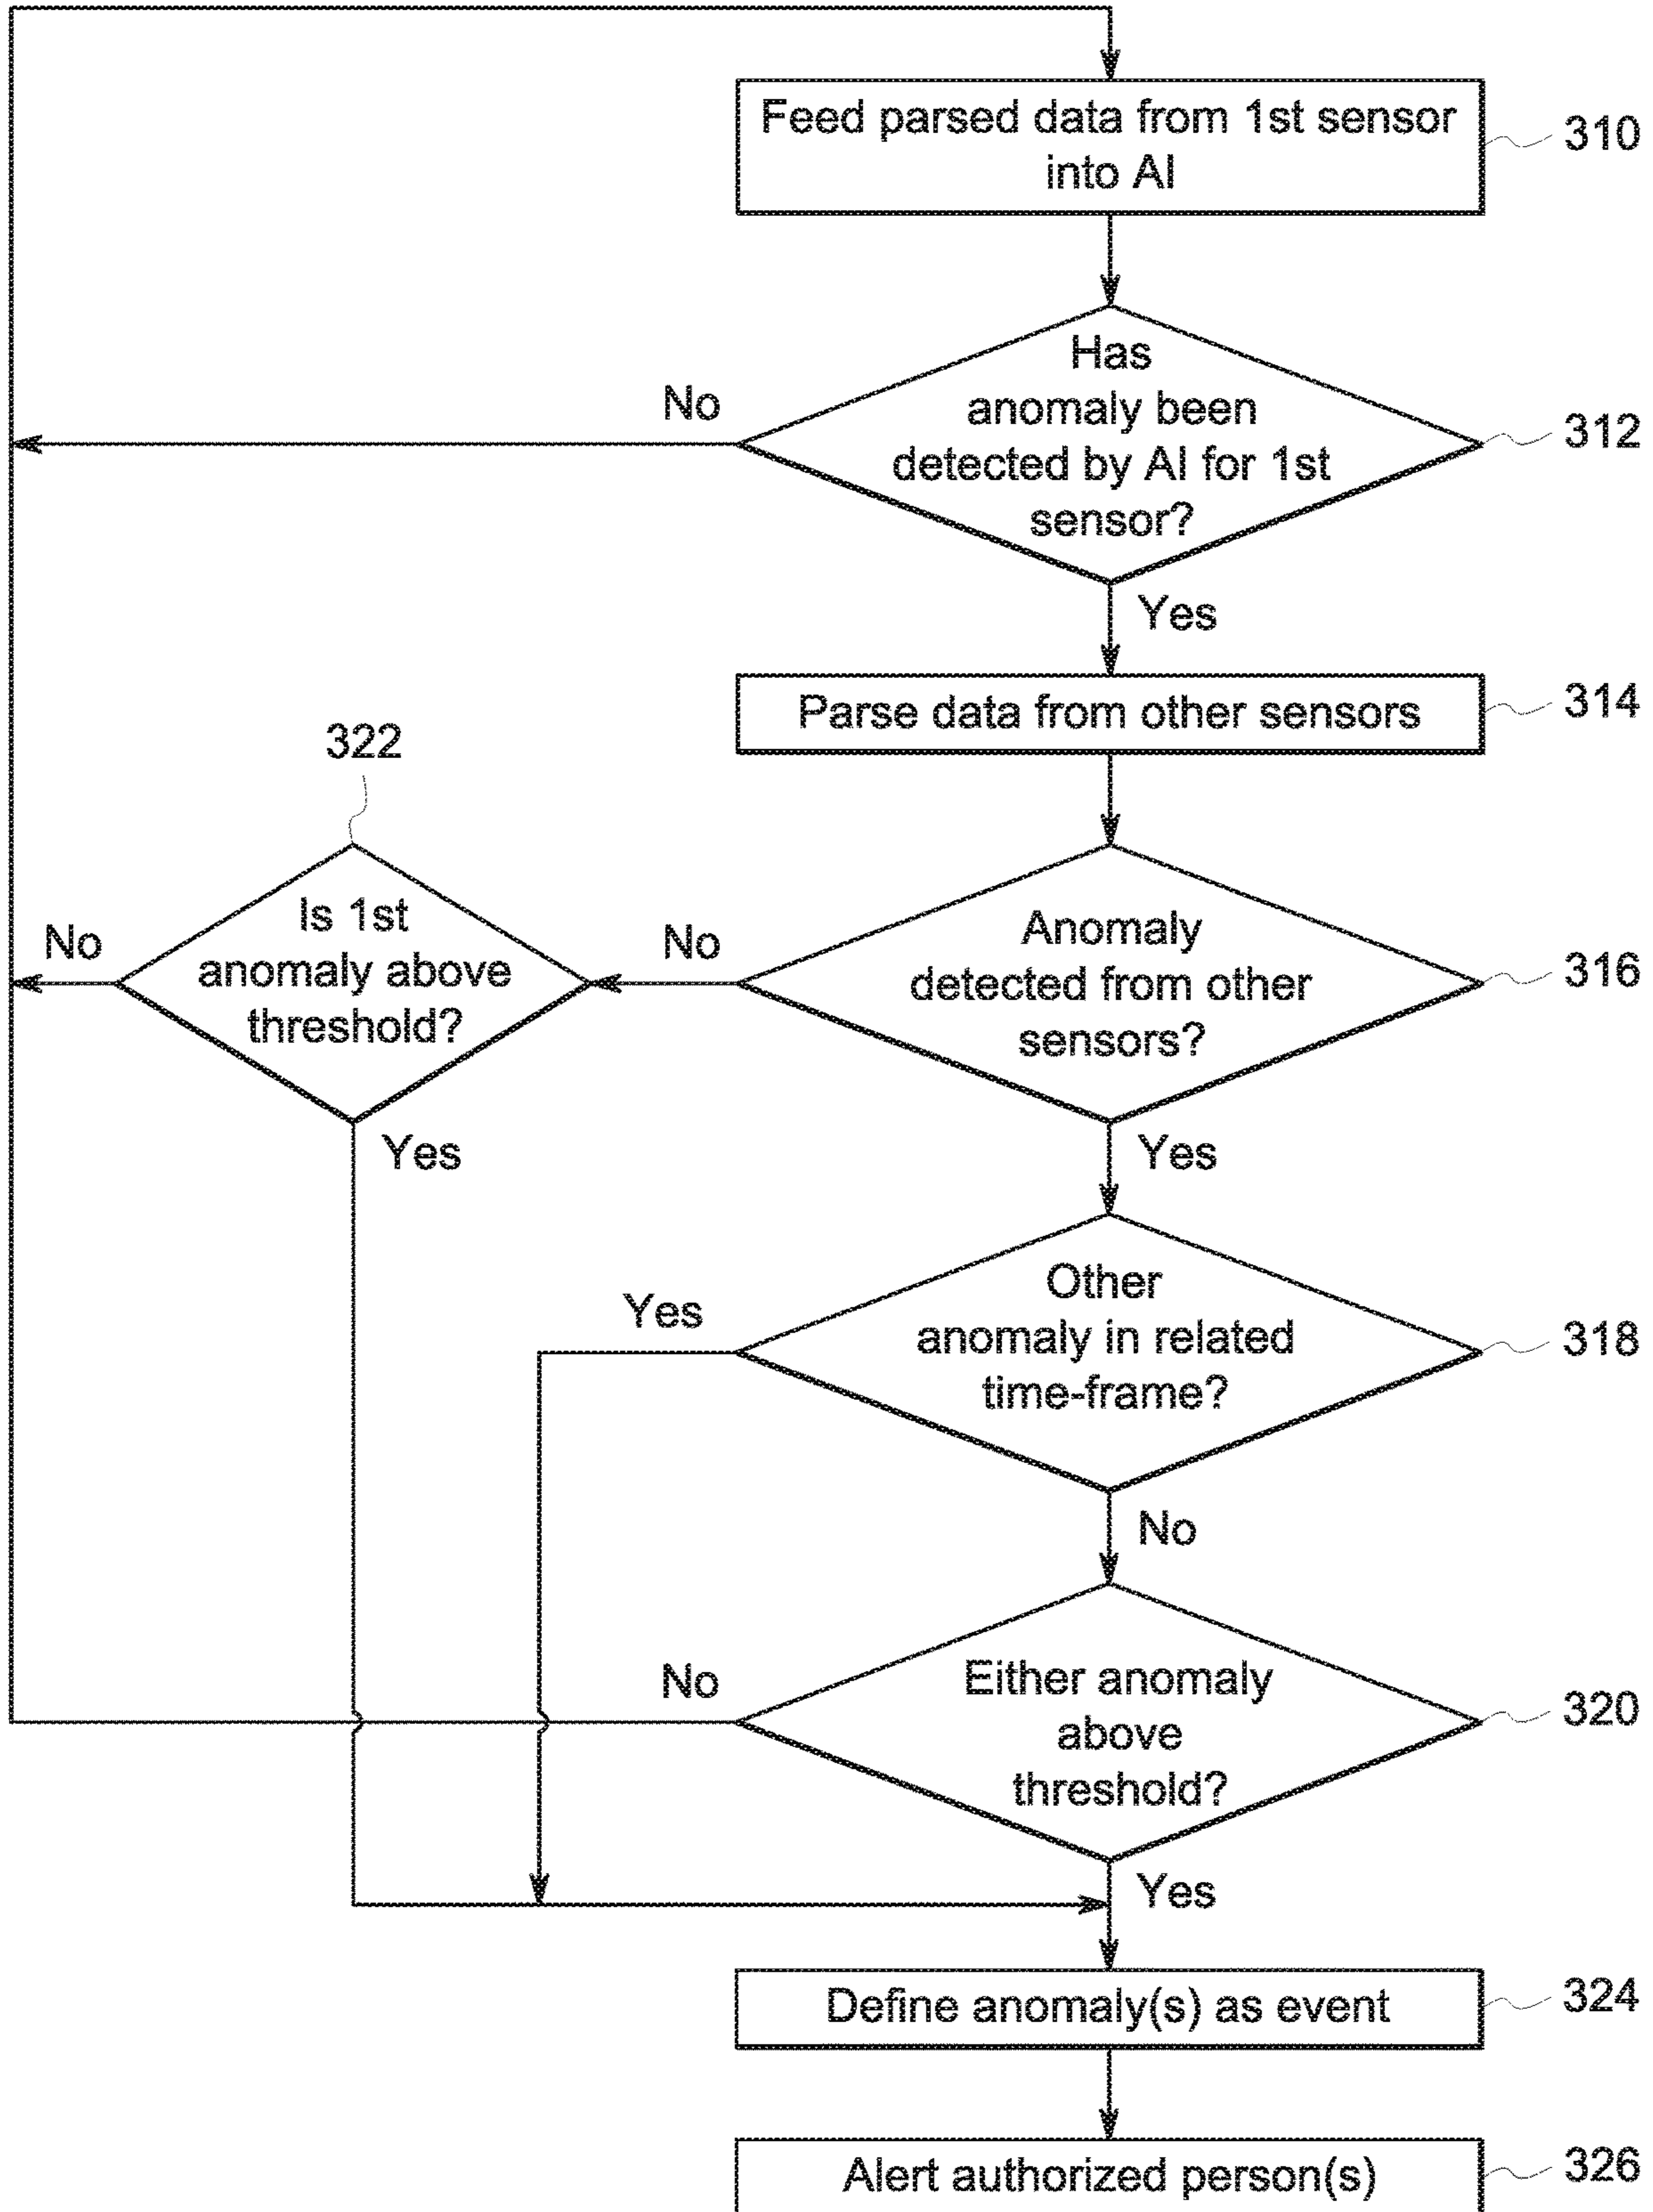 Feed parsed data from 1st sensor
into AI
310
Has
anomaly been
detected by AI for 1st
sensor?
312
No
Yes
Parse data from other sensors
314
322
Is 1st
anomaly above
threshold?
No
Yes
No
Anomaly
detected from other
sensors?
316
Yes
Other
anomaly in related
time-frame?
318
Yes
No
Either anomaly
above
threshold?
320
No
Yes
Define anomaly(s) as event
324
Alert authorized person(s)
326